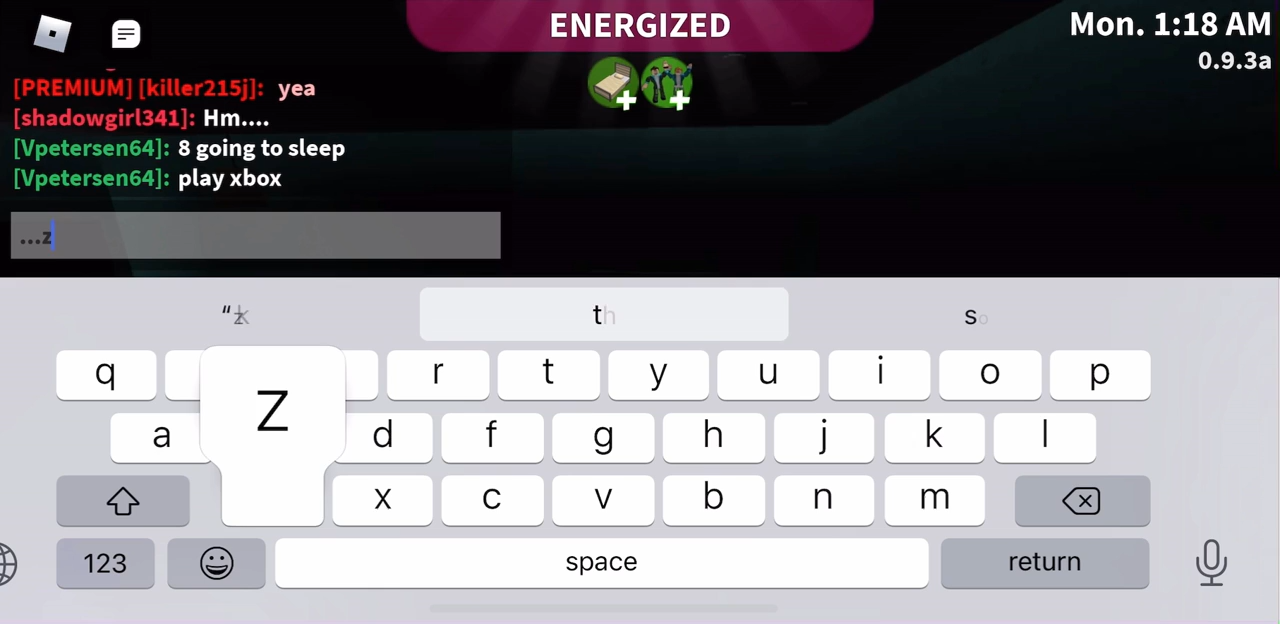 ENERGIZED
Mon. 1:18 AM
0.9.3a
[PREMIUM] [killer215j]: yea
[shadowgirl341]: Hm....
[Vpetersen64]: 8 going to sleep
[Vpetersen64]: play xbox
...z
th
so
q r t y u i o p
Z
a d f g h j k l
x c v b n m
123 space return